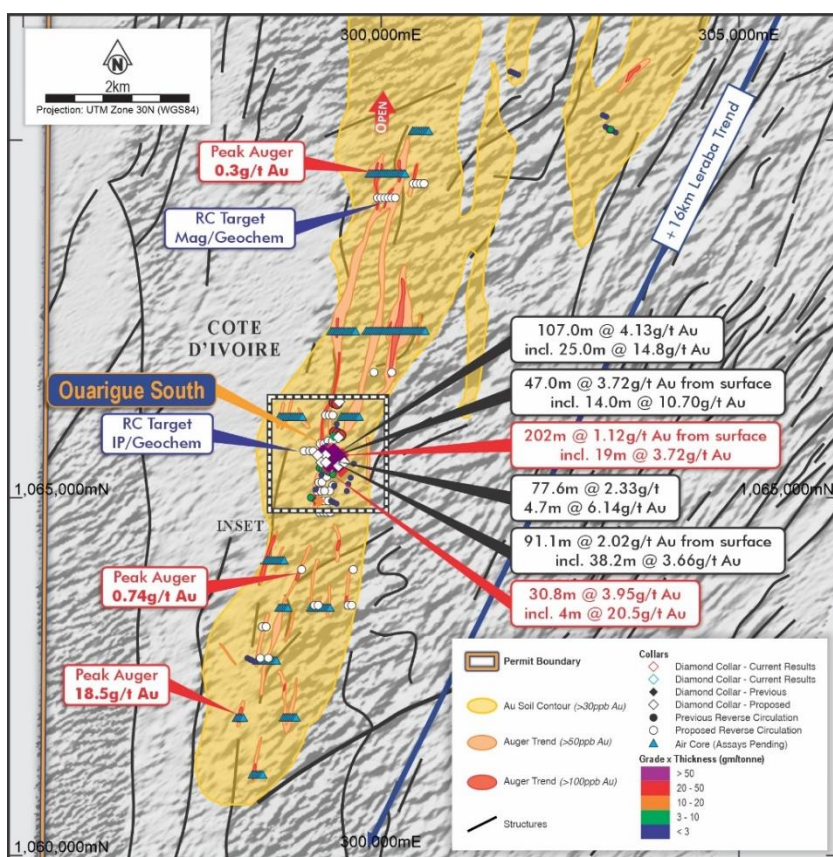 300,000mE
305,000mE
N
2km
Projection: UTM Zone 30N (WGS84)
OPEN
Peak Auger
0.3g/t Au
RC Target
Mag/Geochem
+ 16km Leraba Trend
COTE
D'IVOIRE
107.0m @ 4.13g/t Au
incl. 25.0m @ 14.8g/t Au
Ouarigue South
47.0m @ 3.72g/t Au from surface
incl. 14.0m @ 10.70g/t Au
RC Target
IP/Geochem
202m @ 1.12g/t Au from surface
incl. 19m @ 3.72g/t Au
1,065,000mN
1,065,000mN
77.6m @ 2.33g/t
4.7m @ 6.14g/t Au
INSET
91.1m @ 2.02g/t Au from surface
incl. 38.2m @ 3.66g/t Au
Peak Auger
0.74g/t Au
30.8m @ 3.95g/t Au
incl. 4m @ 20.5g/t Au
Peak Auger
18.5g/t Au
Permit Boundary
Au Soil Contour (>30ppb Au)
Auger Trend (>50ppb Au)
Auger Trend (>100ppb Au)
Structures
Collars
Diamond Collar - Current Results
Diamond Collar - Current Results
Diamond Collar - Previous
Diamond Collar - Proposed
Previous Reverse Circulation
Proposed Reverse Circulation
Air Core (Assays Pending)
Grade x Thickness (gm/tonne)
> 50
20 - 50
10 - 20
3 - 10
< 3
1,060,000mN
300,000mE